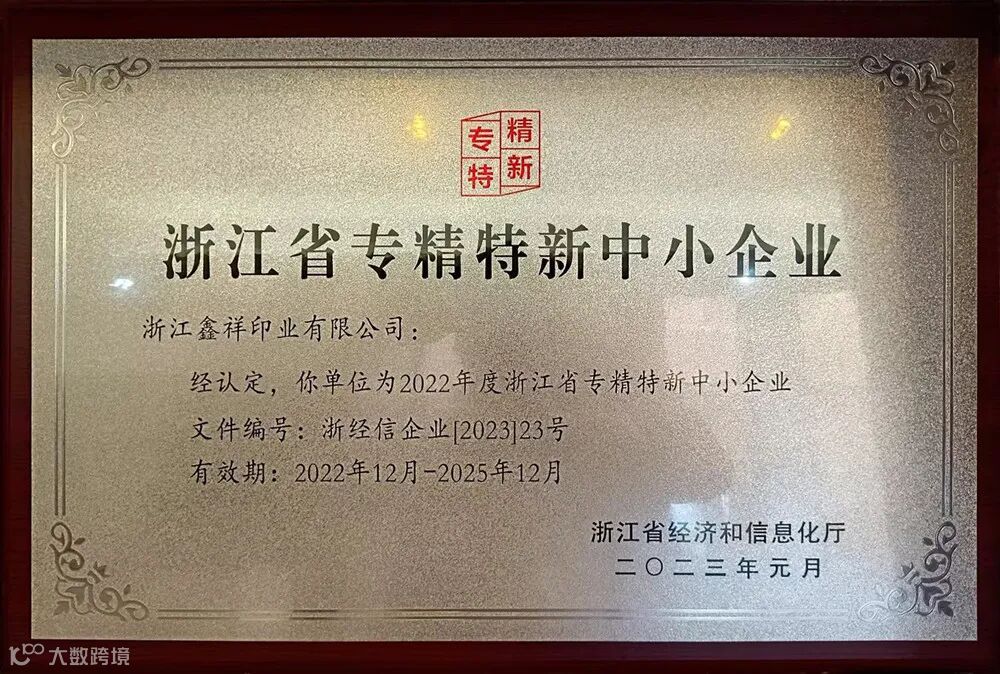 专精
特新
浙江省专精特新中小企业
浙江鑫祥印业有限公司：
经认定，你单位为2022年度浙江省专精特新中小企业
文件编号：浙经信企业[2023]23号
有效期：2022年12月-2025年12月
浙江省经济和信息化厅
二〇二三年元月
大数跨境